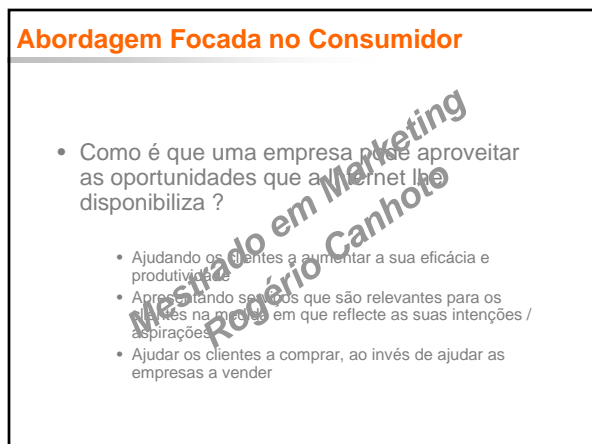 Abordagem Focada no Consumidor
• Como é que uma empresa pode aproveitar
as oportunidades que a Internet lhe
disponibiliza ?
• Ajudando os clientes a aumentar a sua eficácia e
produtividade
• Apresentando serviços que são relevantes para os
clientes na medida em que reflecte as suas intenções /
aspirações
• Ajudar os clientes a comprar, ao invés de ajudar as
empresas a vender
Mestrado em Marketing
Rogério Canhoto